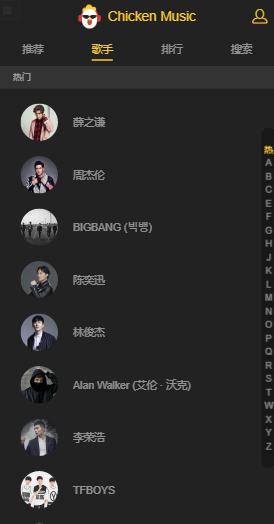 Chicken Music
推荐 歌手 排行 搜索
热门
薛之谦
周杰伦
BIGBANG (빅뱅)
陈奕迅
林俊杰
Alan Walker (艾伦 · 沃克)
李荣浩
TFBOYS
热
A
B
C
E
F
G
H
J
K
L
M
N
O
P
Q
R
S
T
W
X
Y
Z